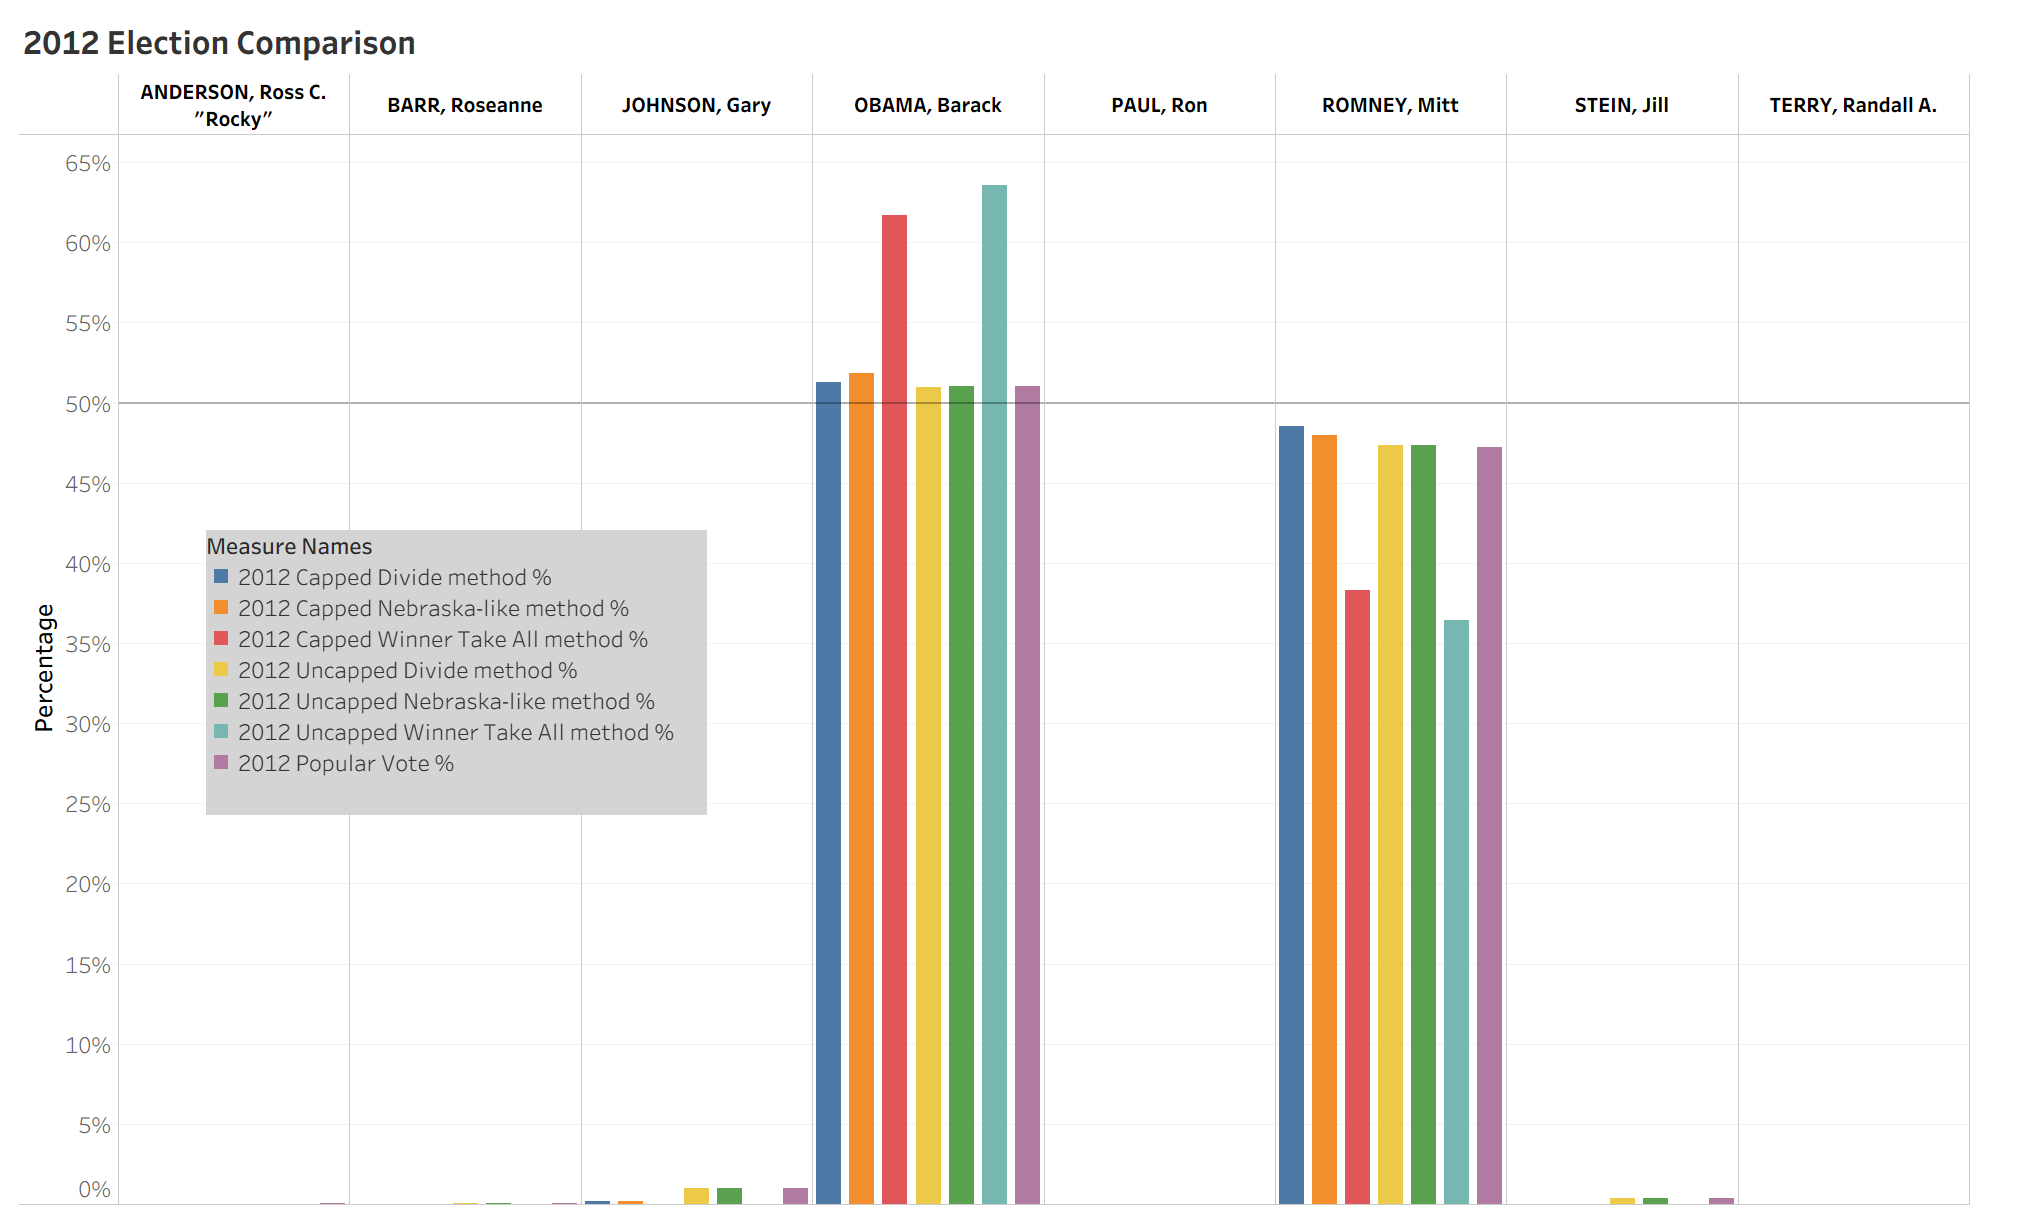 2012 Election Comparison
ANDERSON, Ross C.
"Rocky"
BARR, Roseanne
JOHNSON, Gary
OBAMA, Barack
PAUL, Ron
ROMNEY, Mitt
STEIN, Jill
TERRY, Randall A.
65%
60%
55%
50%
45%
40%
35%
30%
25%
20%
15%
10%
5%
0%
Percentage
Measure Names
2012 Capped Divide method %
2012 Capped Nebraska-like method %
2012 Capped Winner Take All method %
2012 Uncapped Divide method %
2012 Uncapped Nebraska-like method %
2012 Uncapped Winner Take All method %
2012 Popular Vote %